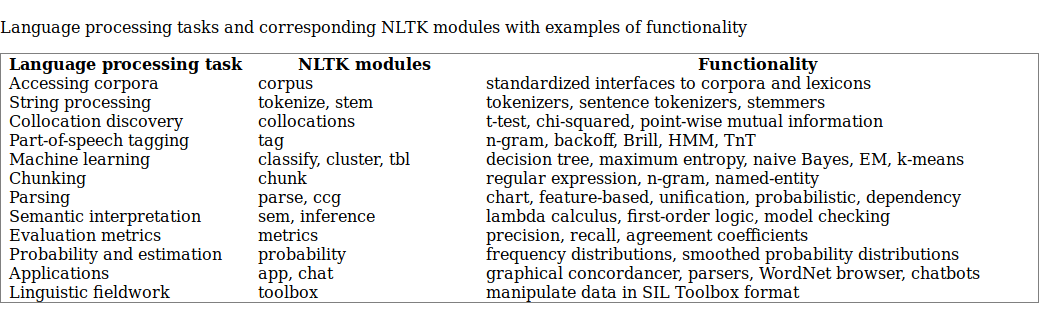 Language processing tasks and corresponding NLTK modules with examples of functionality
Language processing task NLTK modules Functionality
Accessing corpora corpus standardized interfaces to corpora and lexicons
String processing tokenize, stem tokenizers, sentence tokenizers, stemmers
Collocation discovery collocations t-test, chi-squared, point-wise mutual information
Part-of-speech tagging tag n-gram, backoff, Brill, HMM, TnT
Machine learning classify, cluster, tbl decision tree, maximum entropy, naive Bayes, EM, k-means
Chunking chunk regular expression, n-gram, named-entity
Parsing parse, ccg chart, feature-based, unification, probabilistic, dependency
Semantic interpretation sem, inference lambda calculus, first-order logic, model checking
Evaluation metrics metrics precision, recall, agreement coefficients
Probability and estimation probability frequency distributions, smoothed probability distributions
Applications app, chat graphical concordancer, parsers, WordNet browser, chatbots
Linguistic fieldwork toolbox manipulate data in SIL Toolbox format